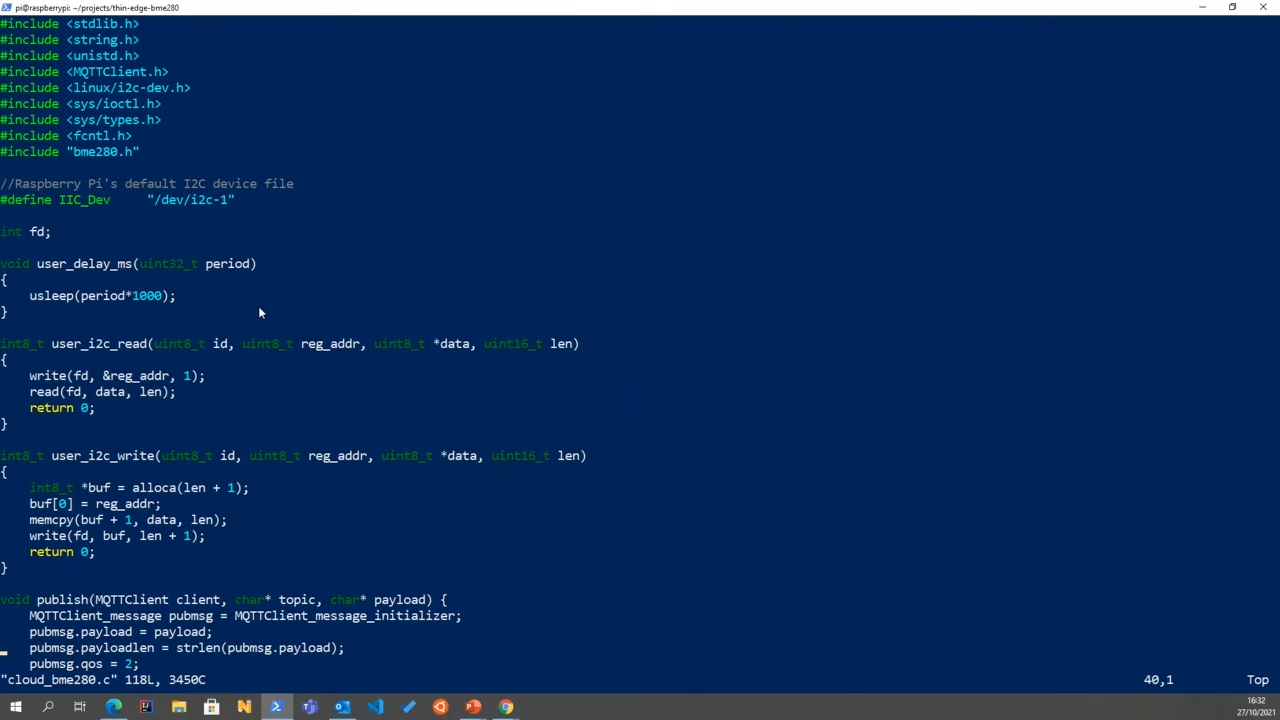 pi@raspberrypi: ~/projects/thin-edge-bme280
#include <stdlib.h>
#include <string.h>
#include <unistd.h>
#include <MQTTClient.h>
#include <linux/i2c-dev.h>
#include <sys/ioctl.h>
#include <sys/types.h>
#include <fcntl.h>
#include "bme280.h"
//Raspberry Pi's default I2C device file
#define IIC_Dev     "/dev/i2c-1"
int fd;
void user_delay_ms(uint32_t period)
{
    usleep(period*1000);
}
int8_t user_i2c_read(uint8_t id, uint8_t reg_addr, uint8_t *data, uint16_t len)
{
    write(fd, &reg_addr, 1);
    read(fd, data, len);
    return 0;
}
int8_t user_i2c_write(uint8_t id, uint8_t reg_addr, uint8_t *data, uint16_t len)
{
    int8_t *buf = alloca(len + 1);
    buf[0] = reg_addr;
    memcpy(buf + 1, data, len);
    write(fd, buf, len + 1);
    return 0;
}
void publish(MQTTClient client, char* topic, char* payload) {
    MQTTClient_message pubmsg = MQTTClient_message_initializer;
    pubmsg.payload = payload;
    pubmsg.payloadlen = strlen(pubmsg.payload);
    pubmsg.qos = 2;
"cloud_bme280.c" 118L, 3450C 40,1 Top
16:32
27/10/2021